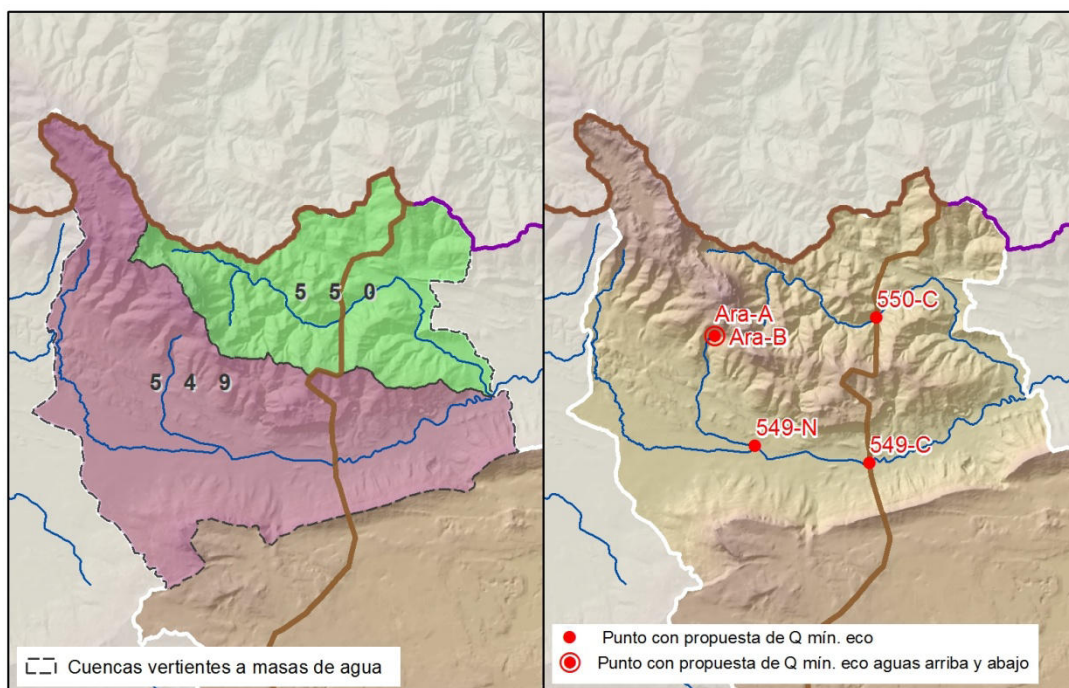 5 5 0
5 4 9
Cuencas vertientes a masas de agua
550-C
Ara-A
Ara-B
549-N
549-C
Punto con propuesta de Q mín. eco
Punto con propuesta de Q mín. eco aguas arriba y abajo